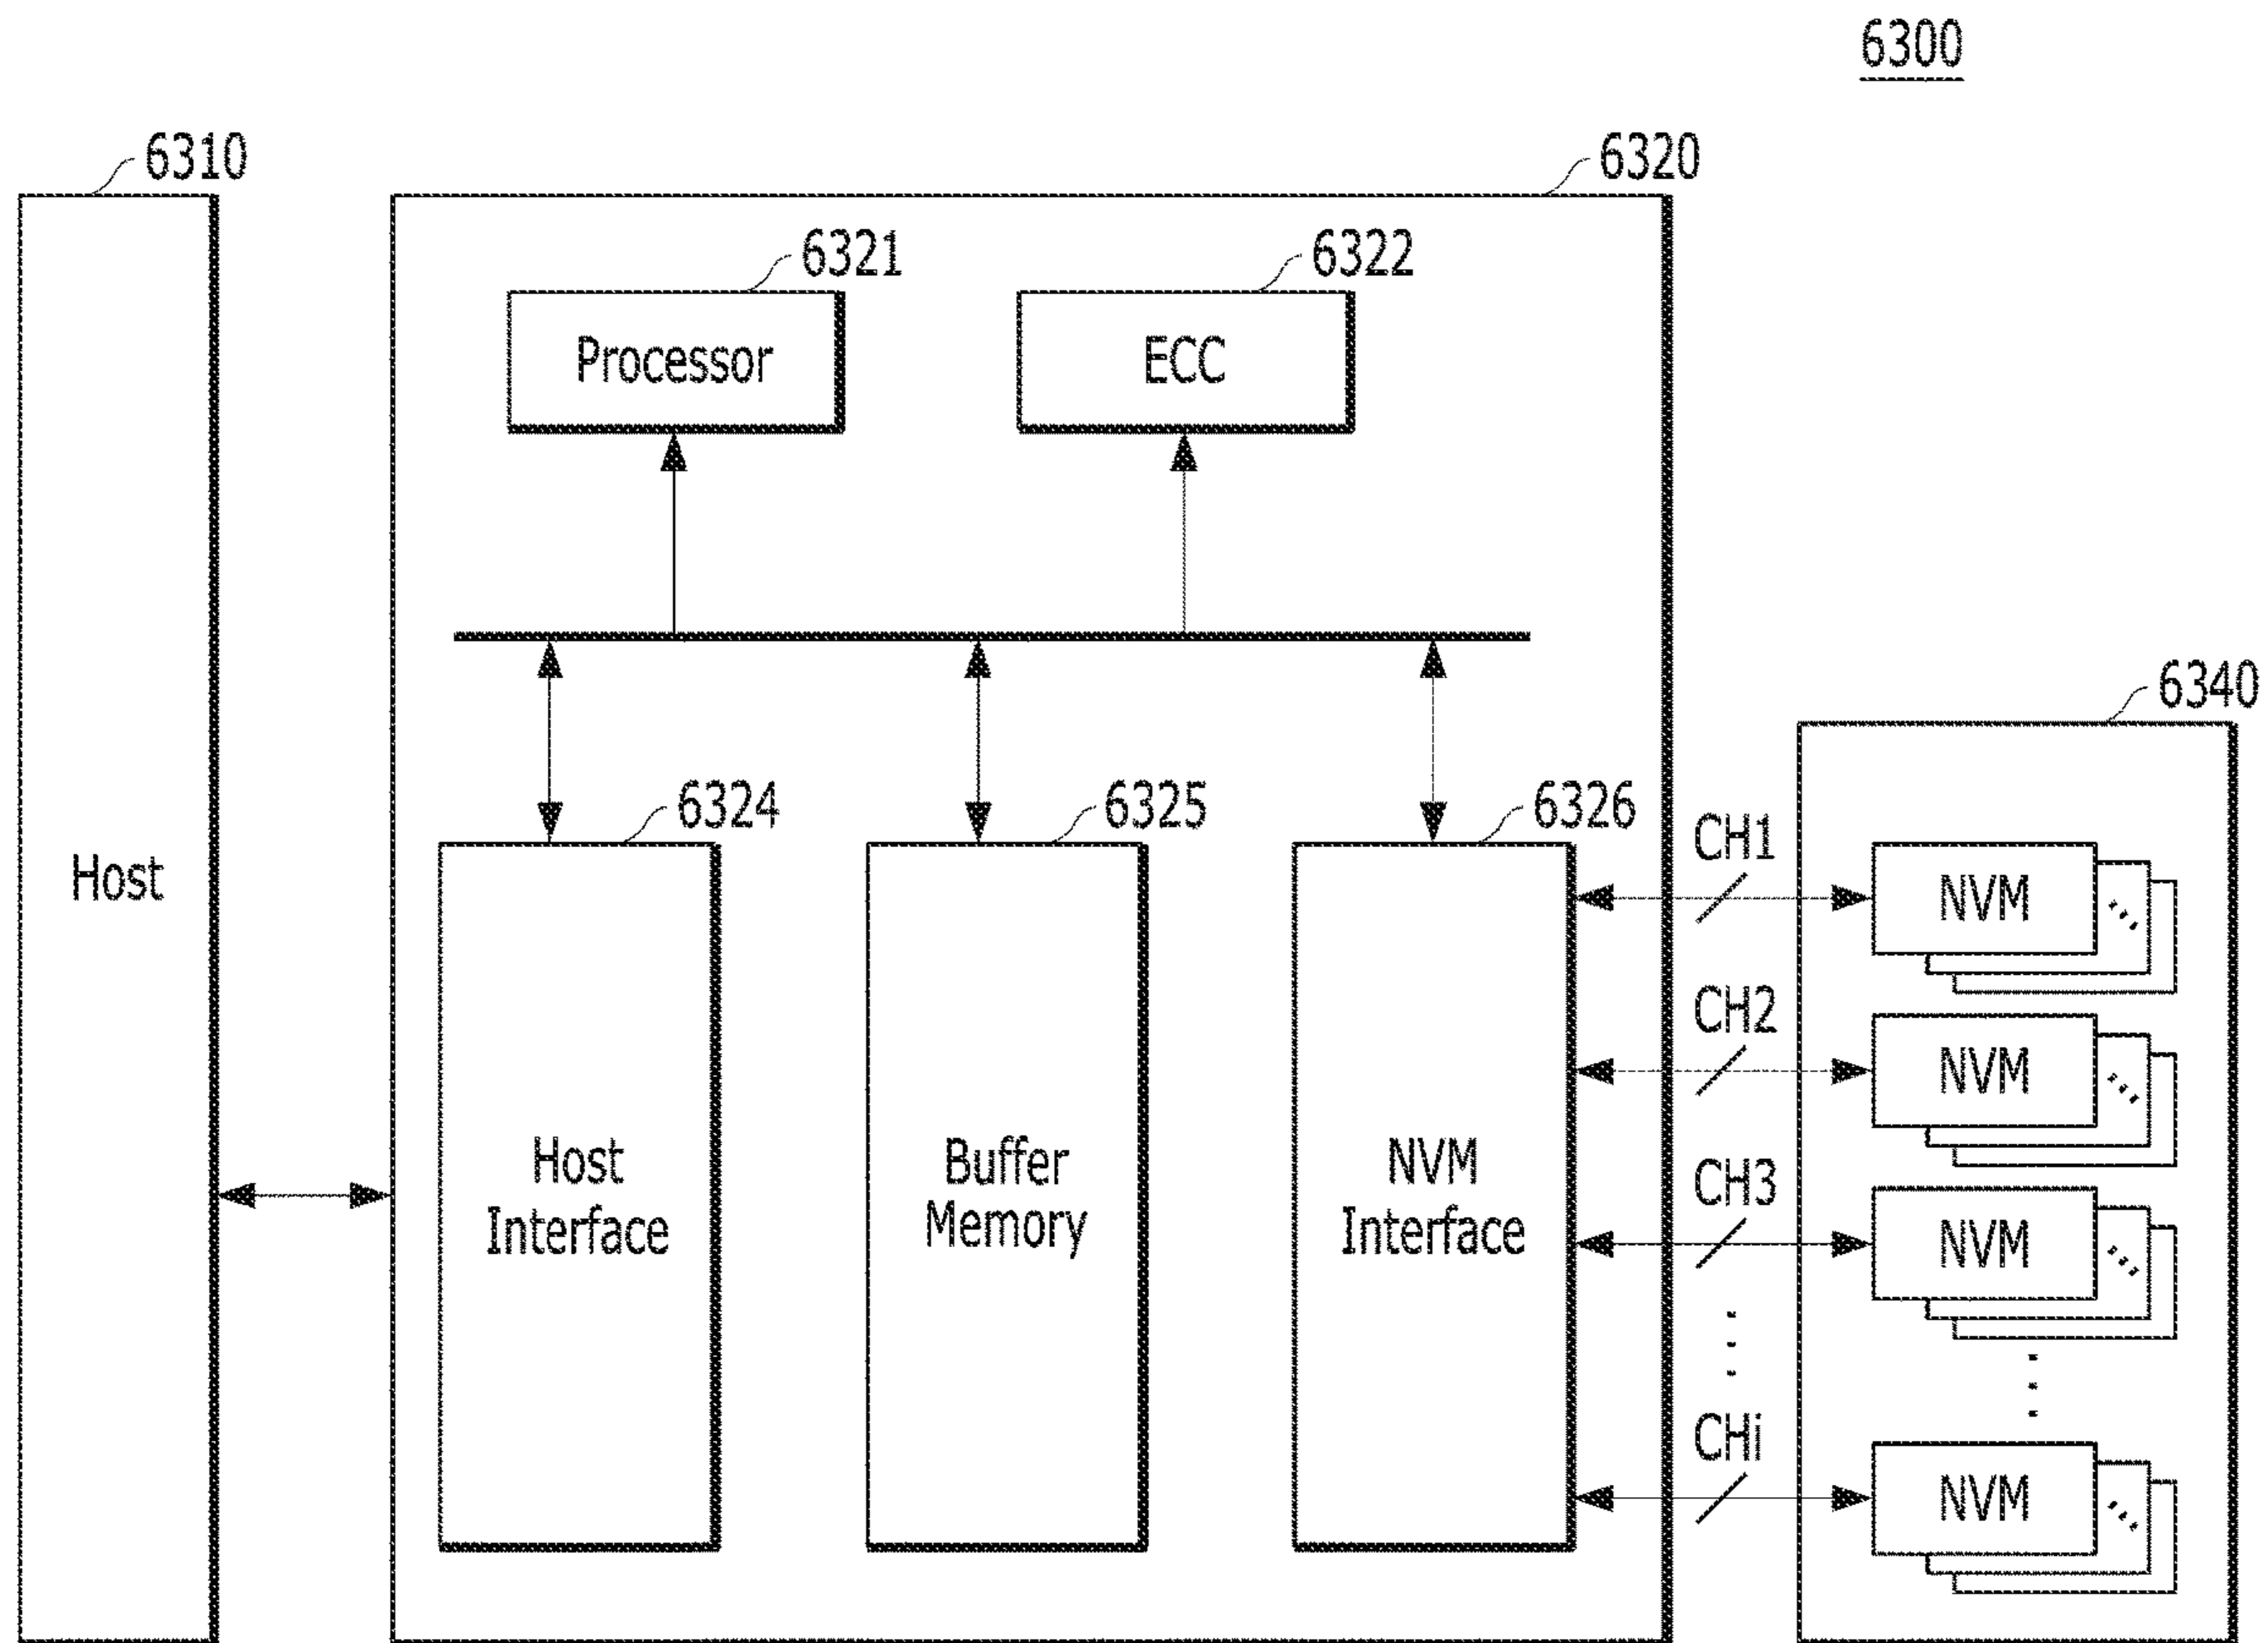 6300
6310
6320
6321
6322
Processor
ECC
6340
6324
6325
6326
CH1
Host
NVM
CH2
NVM
Host
Interface
Buffer
Memory
NVM
Interface
CH3
NVM
CHi
NVM